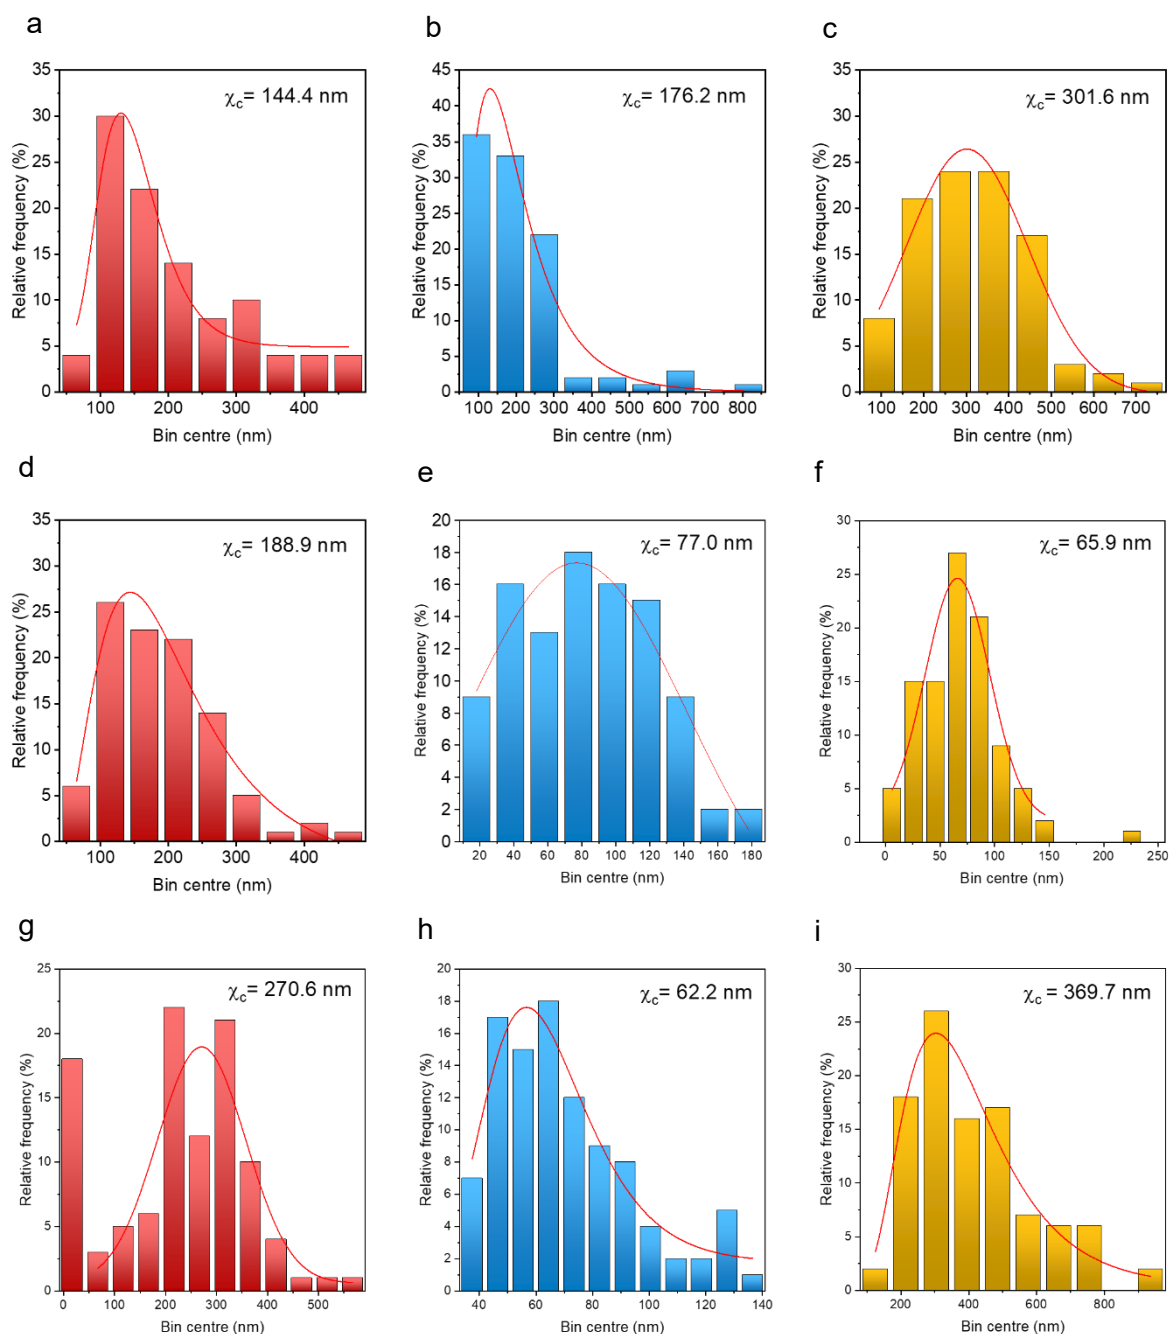 a
35
30
25
20
15
10
5
0
Relative frequency (%)
χc= 144.4 nm
100 200 300 400
Bin centre (nm)
b
45
40
35
30
25
20
15
10
5
0
Relative frequency (%)
χc= 176.2 nm
100 200 300 400 500 600 700 800
Bin centre (nm)
c
35
30
25
20
15
10
5
0
Relative frequency (%)
χc= 301.6 nm
100 200 300 400 500 600 700
Bin centre (nm)
d
35
30
25
20
15
10
5
0
Relative frequency (%)
χc= 188.9 nm
100 200 300 400
Bin centre (nm)
e
20
18
16
14
12
10
8
6
4
2
0
Relative frequency (%)
χc= 77.0 nm
20 40 60 80 100 120 140 160 180
Bin centre (nm)
f
30
25
20
15
10
5
0
Relative frequency (%)
χc= 65.9 nm
0 50 100 150 200 250
Bin centre (nm)
g
25
20
15
10
5
0
Relative frequency (%)
χc= 270.6 nm
0 100 200 300 400 500
Bin centre (nm)
h
20
18
16
14
12
10
8
6
4
2
0
Relative frequency (%)
χc= 62.2 nm
40 60 80 100 120 140
Bin centre (nm)
i
30
25
20
15
10
5
0
Relative frequency (%)
χc = 369.7 nm
200 400 600 800
Bin centre (nm)